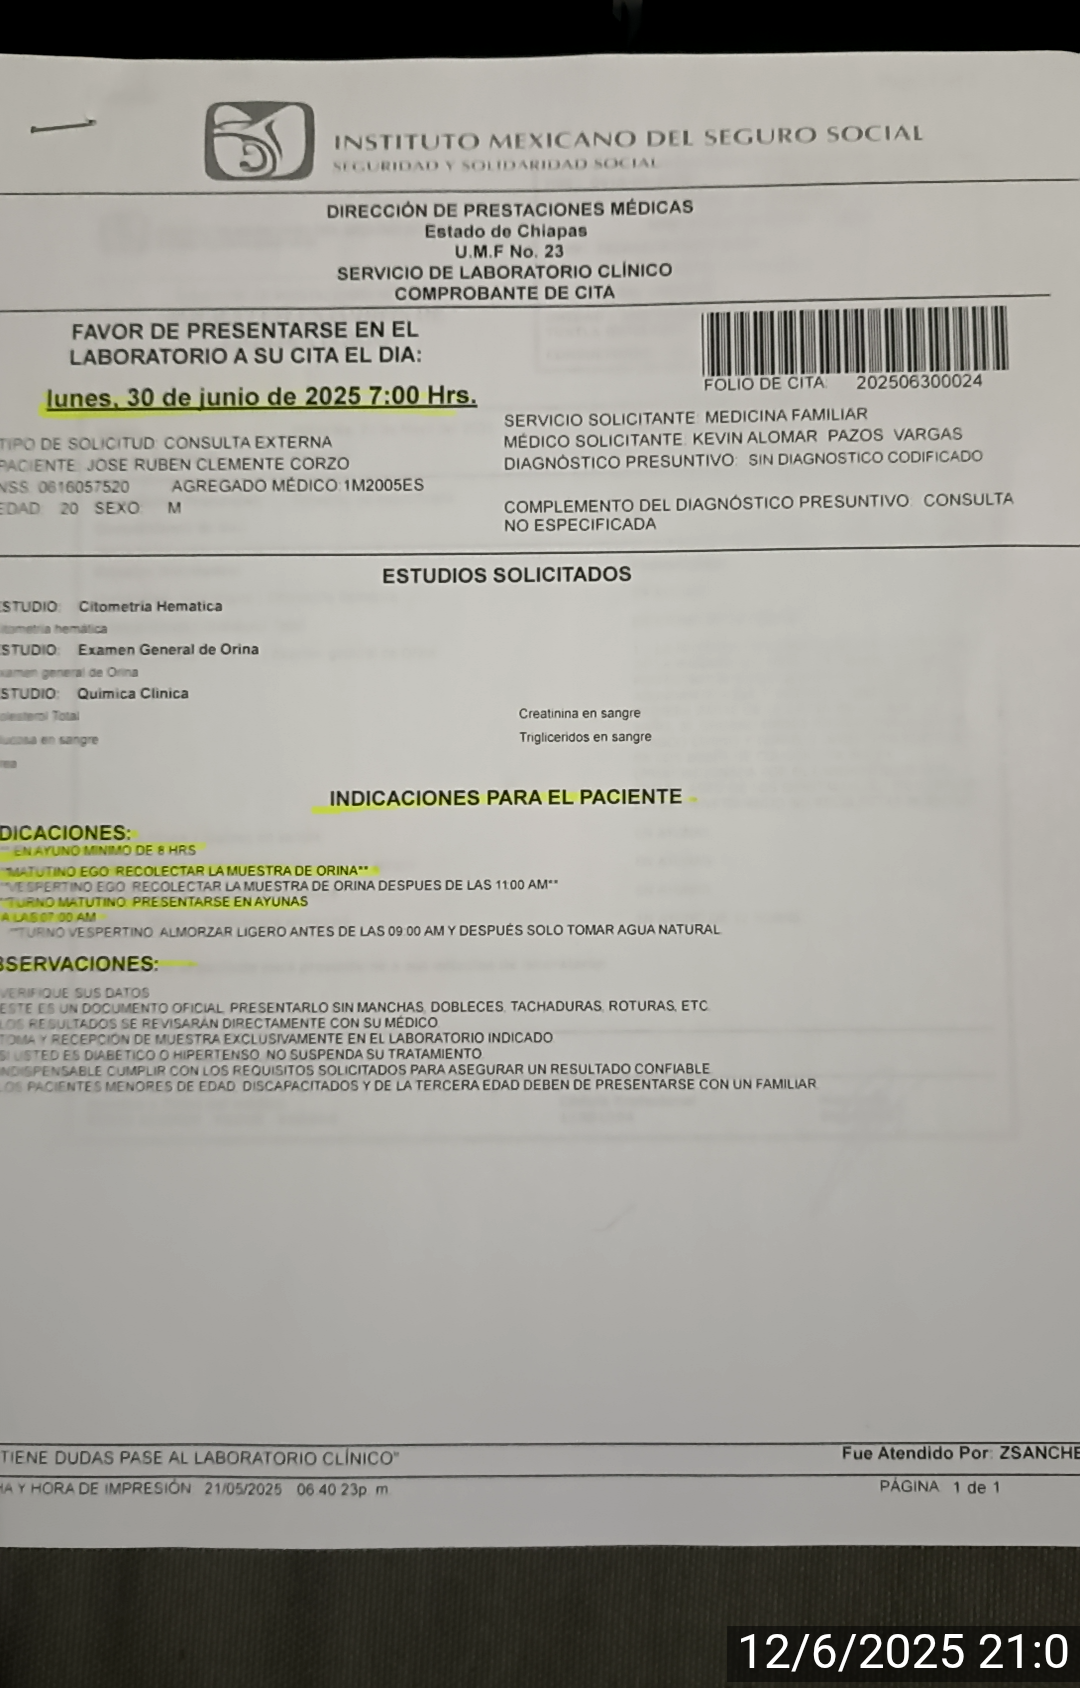 INSTITUTO MEXICANO DEL SEGURO SOCIAL
SEGURIDAD Y SOLIDARIDAD SOCIAL
DIRECCIÓN DE PRESTACIONES MÉDICAS
Estado de Chiapas
U.M.F No. 23
SERVICIO DE LABORATORIO CLÍNICO
COMPROBANTE DE CITA
FAVOR DE PRESENTARSE EN EL
LABORATORIO A SU CITA EL DIA:
lunes, 30 de junio de 2025 7:00 Hrs.
FOLIO DE CITA: 202506300024
TIPO DE SOLICITUD: CONSULTA EXTERNA
PACIENTE: JOSE RUBEN CLEMENTE CORZO
NSS: 0616057520 AGREGADO MÉDICO:1M2005ES
EDAD: 20 SEXO: M
SERVICIO SOLICITANTE: MEDICINA FAMILIAR
MÉDICO SOLICITANTE: KEVIN ALOMAR PAZOS VARGAS
DIAGNÓSTICO PRESUNTIVO: SIN DIAGNOSTICO CODIFICADO
COMPLEMENTO DEL DIAGNÓSTICO PRESUNTIVO: CONSULTA
NO ESPECIFICADA
ESTUDIOS SOLICITADOS
STUDIO: Citometria Hematica
itometria hemática
STUDIO: Examen General de Orina
xamen general de Orina
STUDIO: Quimica Clinica
olesterol Total Creatinina en sangre
lucosa en sangre Trigliceridos en sangre
rea
INDICACIONES PARA EL PACIENTE
DICACIONES:
** EN AYUNO MINIMO DE 8 HRS
**MATUTINO EGO: RECOLECTAR LA MUESTRA DE ORINA**
**VESPERTINO EGO: RECOLECTAR LA MUESTRA DE ORINA DESPUES DE LAS 11:00 AM**
**TURNO MATUTINO: PRESENTARSE EN AYUNAS
A LAS 07:00 AM
**TURNO VESPERTINO: ALMORZAR LIGERO ANTES DE LAS 09:00 AM Y DESPUÉS SOLO TOMAR AGUA NATURAL
BSERVACIONES:
VERIFIQUE SUS DATOS
ESTE ES UN DOCUMENTO OFICIAL, PRESENTARLO SIN MANCHAS, DOBLECES, TACHADURAS, ROTURAS, ETC
LOS RESULTADOS SE REVISARÁN DIRECTAMENTE CON SU MÉDICO
TOMA Y RECEPCIÓN DE MUESTRA EXCLUSIVAMENTE EN EL LABORATORIO INDICADO
SI USTED ES DIABÉTICO O HIPERTENSO, NO SUSPENDA SU TRATAMIENTO
INDISPENSABLE CUMPLIR CON LOS REQUISITOS SOLICITADOS PARA ASEGURAR UN RESULTADO CONFIABLE
LOS PACIENTES MENORES DE EDAD, DISCAPACITADOS Y DE LA TERCERA EDAD DEBEN DE PRESENTARSE CON UN FAMILIAR
TIENE DUDAS PASE AL LABORATORIO CLÍNICO"
Fue Atendido Por: ZSANCHE
HA Y HORA DE IMPRESIÓN 21/05/2025 06:40:23p. m.
PÁGINA 1 de 1
12/6/2025 21:0